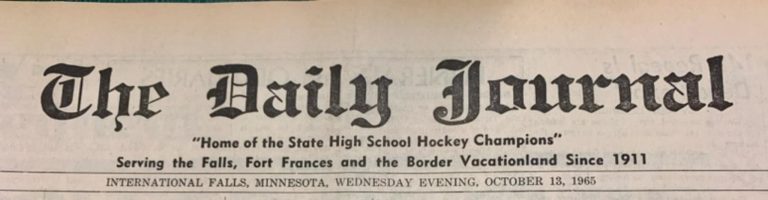 The Daily Journal
"Home of the State High School Hockey Champions"
Serving the Falls, Fort Frances and the Border Vacationland Since 1911
INTERNATIONAL FALLS, MINNESOTA, WEDNESDAY EVENING, OCTOBER 13, 1965